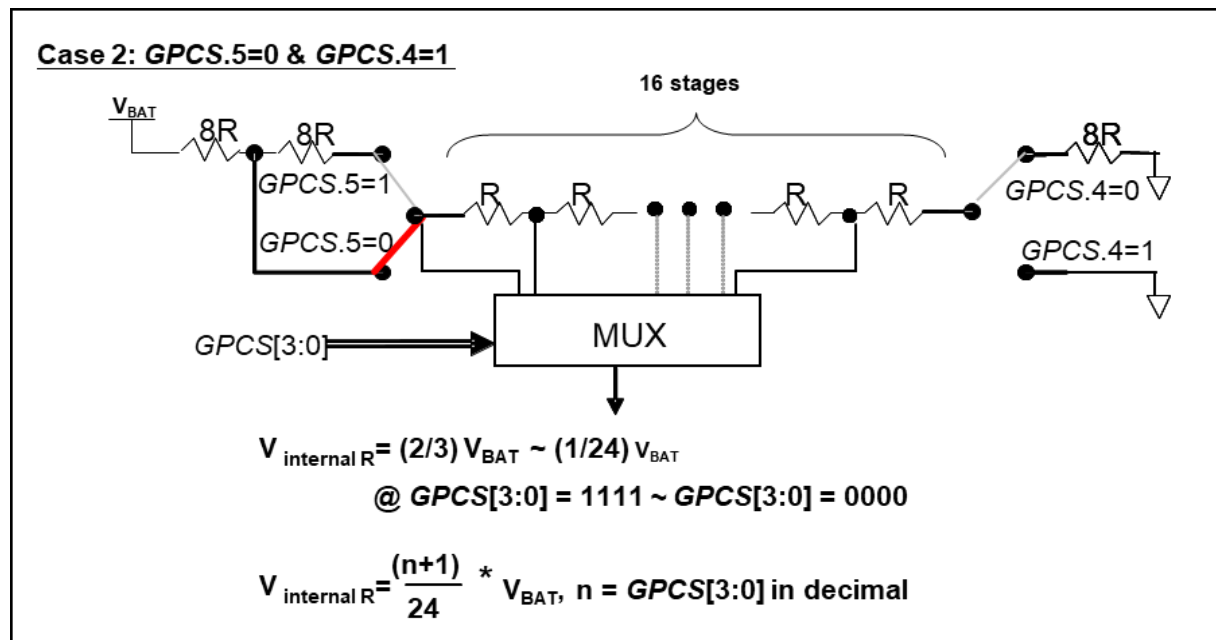 Case 2: GPCS.5=0 & GPCS.4=1
16 stages
VBAT
8R
8R
8R
GPCS.5=1
R
R
R
R
GPCS.4=0
GPCS.5=0
GPCS.4=1
GPCS[3:0]
MUX
V internal R= (2/3) VBAT ~ (1/24) VBAT
@ GPCS[3:0] = 1111 ~ GPCS[3:0] = 0000
V internal R= (n+1)/24 * VBAT, n = GPCS[3:0] in decimal